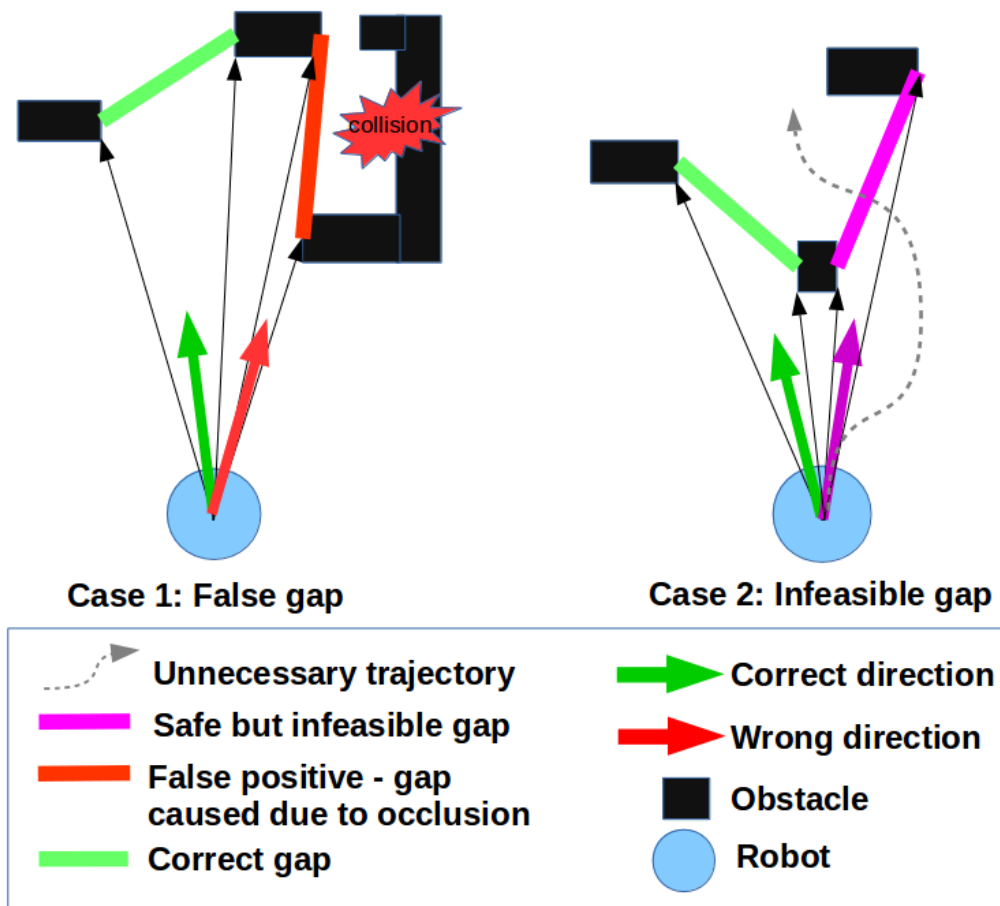 collision
Case 1: False gap
Case 2: Infeasible gap
Unnecessary trajectory
Safe but infeasible gap
False positive - gap
caused due to occlusion
Correct gap
Correct direction
Wrong direction
Obstacle
Robot